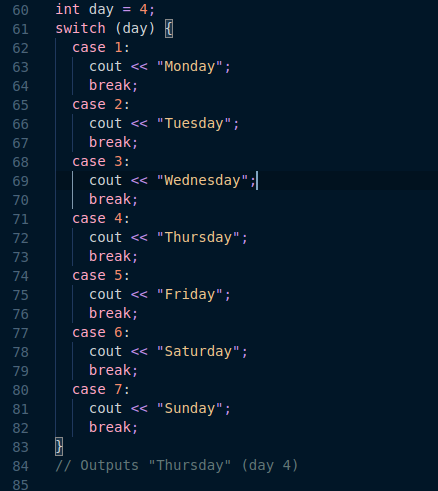 60 int day = 4;
61 switch (day) {
62   case 1:
63     cout << "Monday";
64     break;
65   case 2:
66     cout << "Tuesday";
67     break;
68   case 3:
69     cout << "Wednesday";
70     break;
71   case 4:
72     cout << "Thursday";
73     break;
74   case 5:
75     cout << "Friday";
76     break;
77   case 6:
78     cout << "Saturday";
79     break;
80   case 7:
81     cout << "Sunday";
82     break;
83 }
84 // Outputs "Thursday" (day 4)
85